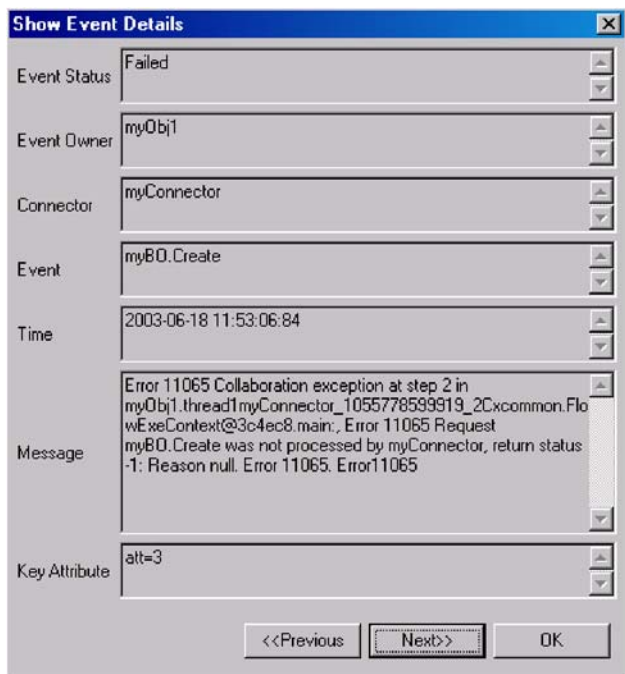 Show Event Details
Event Status
Failed
Event Owner
myObj1
Connector
myConnector
Event
myBO.Create
Time
2003-06-18 11:53:06:84
Message
Error 11065 Collaboration exception at step 2 in
myObj1.thread1myConnector_1055778599919_2Cxcommon.Flo
wExeContext@3c4ec8.main:, Error 11065 Request
myBO.Create was not processed by myConnector, return status
-1: Reason null. Error 11065. Error11065
Key Attribute
att=3
<<Previous
Next>>
OK